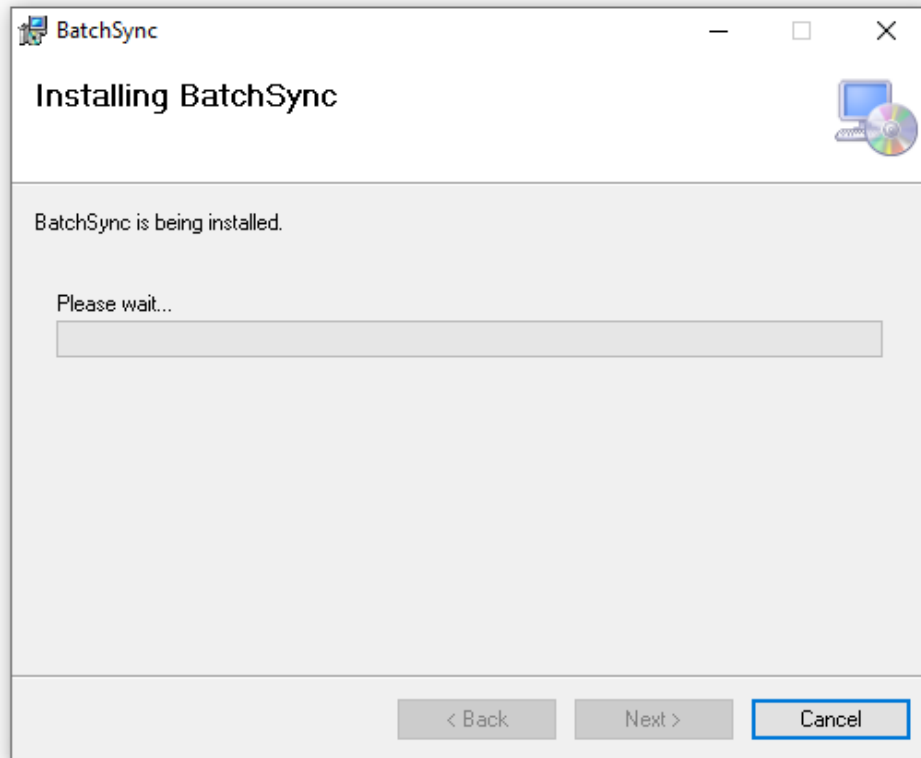 BatchSync
Installing BatchSync
BatchSync is being installed.
Please wait...
< Back
Next >
Cancel